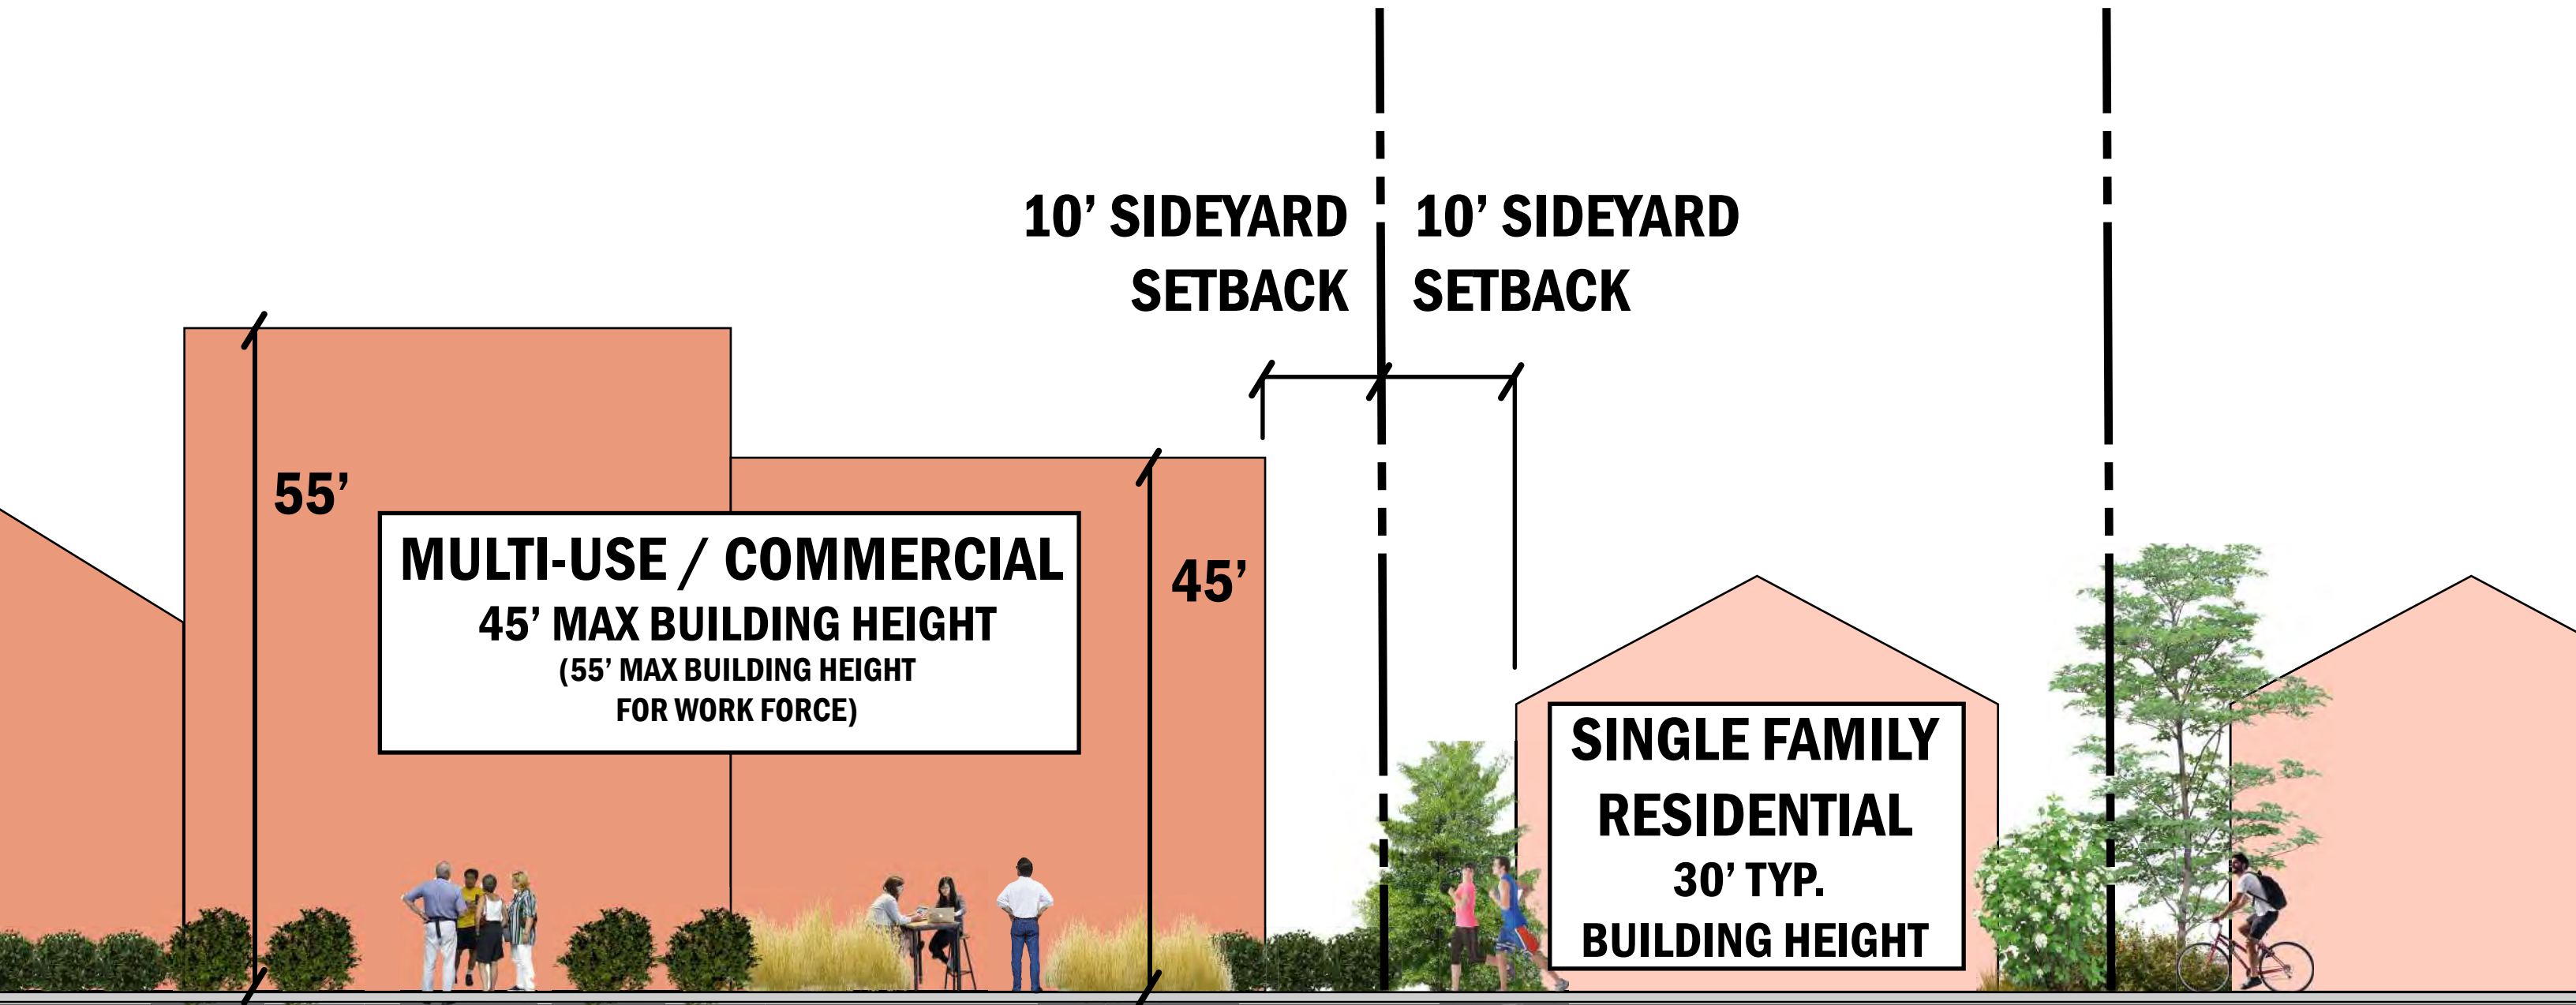 10’ SIDEYARD
SETBACK
10’ SIDEYARD
SETBACK
55’
MULTI-USE / COMMERCIAL
45’ MAX BUILDING HEIGHT
(55’ MAX BUILDING HEIGHT
FOR WORK FORCE)
45’
SINGLE FAMILY
RESIDENTIAL
30’ TYP.
BUILDING HEIGHT